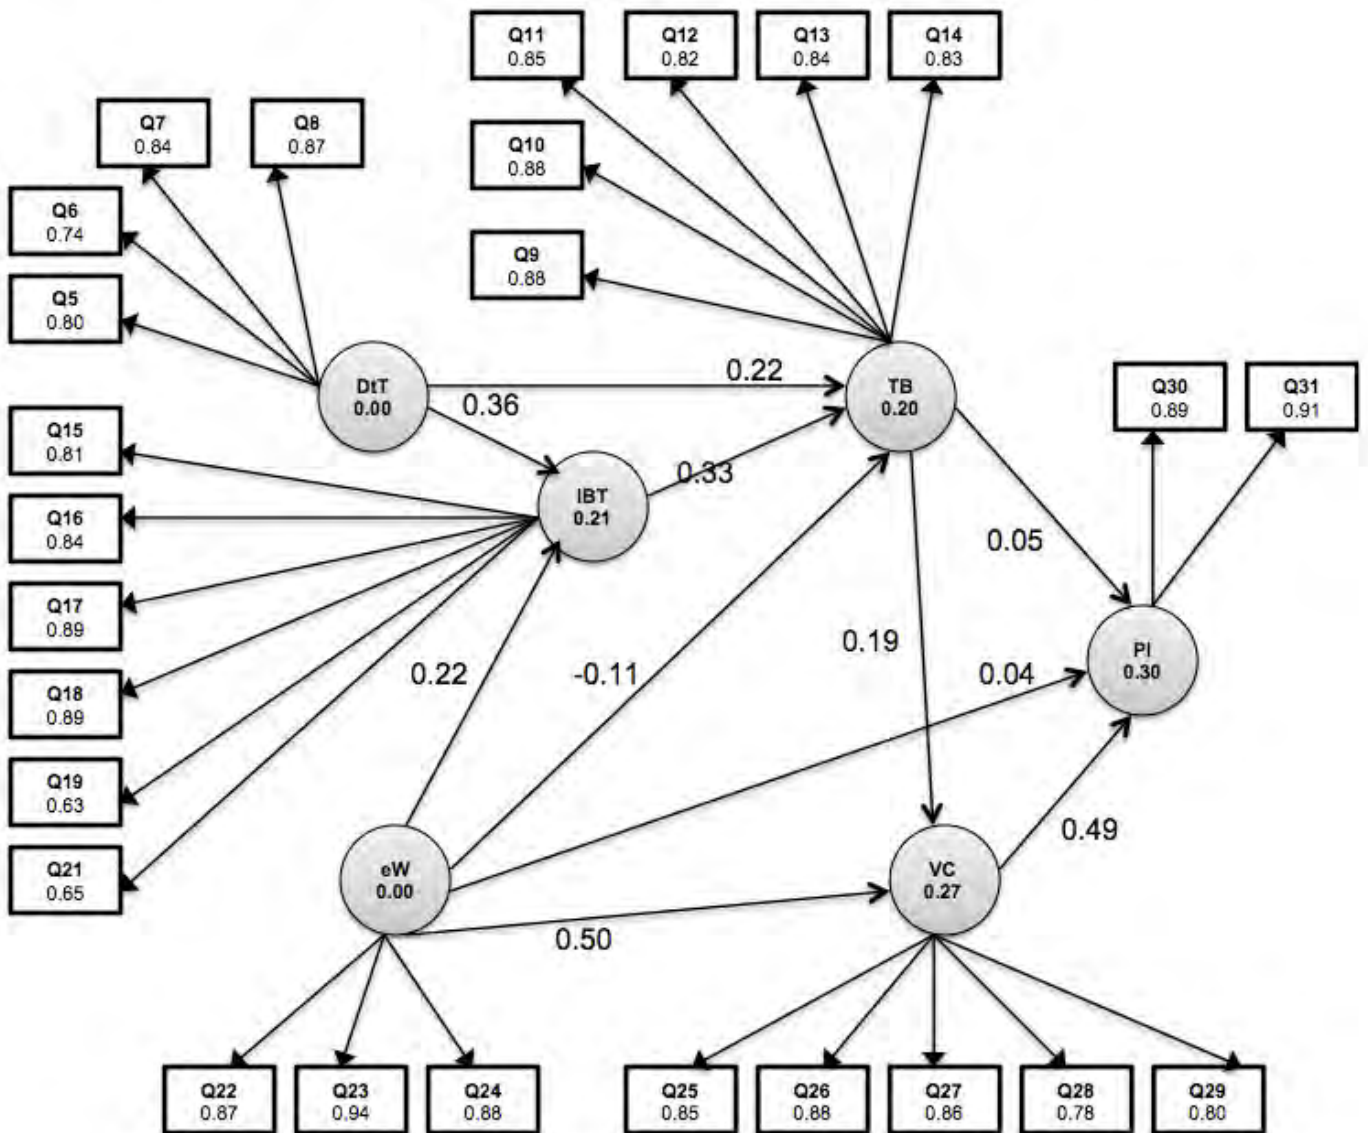 Q11
0.85
Q12
0.82
Q13
0.84
Q14
0.83
Q7
0.84
Q8
0.87
Q10
0.88
Q6
0.74
Q9
0.88
Q5
0.80
DtT
0.00
0.22
TB
0.20
Q30
0.89
Q31
0.91
0.36
Q15
0.81
0.33
IBT
0.21
Q16
0.84
0.05
Q17
0.89
0.19
PI
0.30
0.22
-0.11
0.04
Q18
0.89
Q19
0.63
0.49
Q21
0.65
eW
0.00
VC
0.27
0.50
Q22
0.87
Q23
0.94
Q24
0.88
Q25
0.85
Q26
0.88
Q27
0.86
Q28
0.78
Q29
0.80